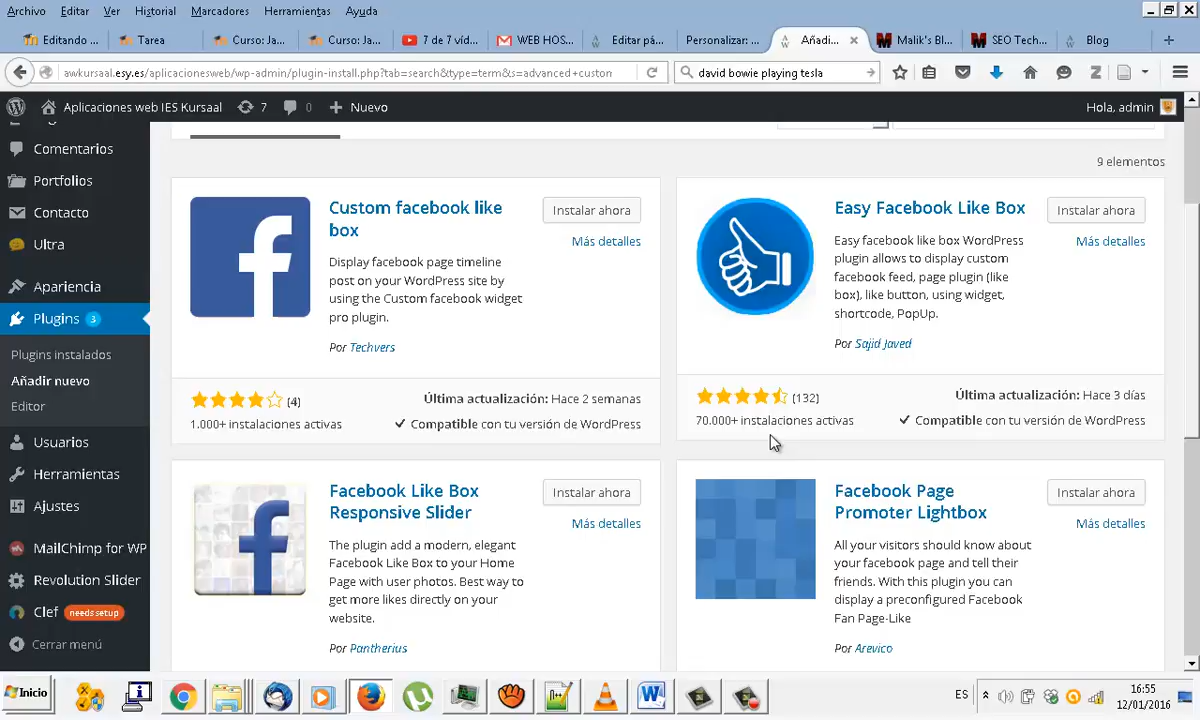 Archivo Editar Ver Historial Marcadores Herramientas Ayuda
Editando ... Tarea Curso: Ja... Curso: Ja... 7 de 7 víd... WEB HOS... Editar pá... Personalizar: ... Añadi... Malik's Bl... SEO Tech... Blog
awkursaal.esy.es/aplicacionesweb/wp-admin/plugin-install.php?tab=search&type=term&s=advanced+custom
david bowie playing tesla
Aplicaciones web IES Kursaal 7 0 Nuevo Hola, admin
Comentarios
Portfolios
Contacto
Ultra
Apariencia
Plugins 3
Plugins instalados
Añadir nuevo
Editor
Usuarios
Herramientas
Ajustes
MailChimp for WP
Revolution Slider
Clef needs setup
Cerrar menú
9 elementos
Custom facebook like
box
Instalar ahora
Más detalles
Display facebook page timeline
post on your WordPress site by
using the Custom facebook widget
pro plugin.
Por Techvers
(4)
1.000+ instalaciones activas
Última actualización: Hace 2 semanas
Compatible con tu versión de WordPress
Easy Facebook Like Box
Instalar ahora
Más detalles
Easy facebook like box WordPress
plugin allows to display custom
facebook feed, page plugin (like
box), like button, using widget,
shortcode, PopUp.
Por Sajid Javed
(132)
70.000+ instalaciones activas
Última actualización: Hace 3 días
Compatible con tu versión de WordPress
Facebook Like Box
Responsive Slider
Instalar ahora
Más detalles
The plugin add a modern, elegant
Facebook Like Box to your Home
Page with user photos. Best way to
get more likes directly on your
website.
Por Pantherius
Facebook Page
Promoter Lightbox
Instalar ahora
Más detalles
All your visitors should know about
your facebook page and tell their
friends. With this plugin you can
display a preconfigured Facebook
Fan Page-Like
Por Arevico
Inicio
ES
16:55
12/01/2016